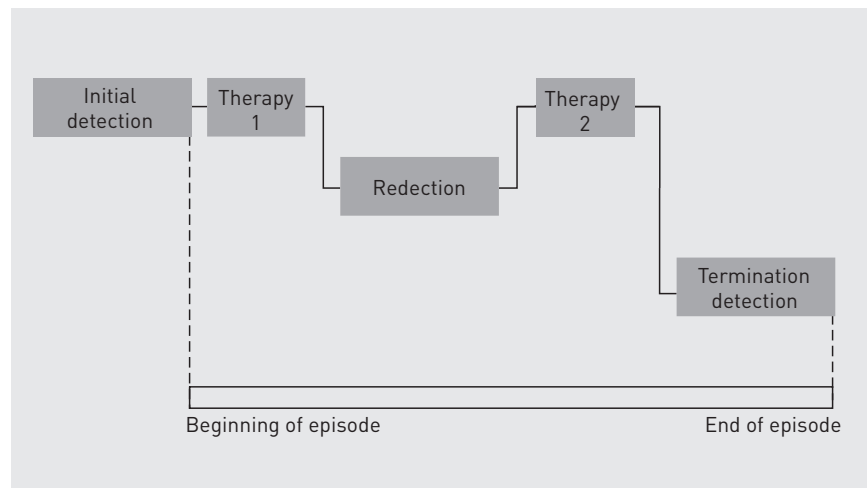 Initial
detection
Therapy
1
Therapy
2
Redection
Termination
detection
Beginning of episode
End of episode